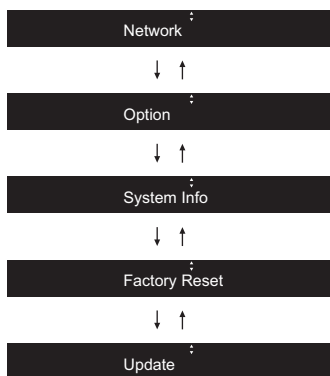 Network
Option
System Info
Factory Reset
Update